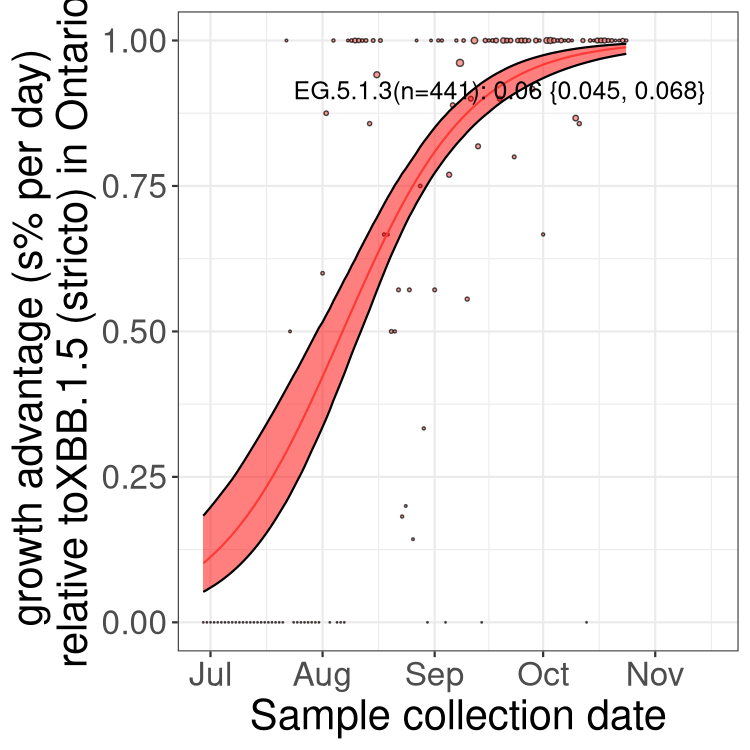 growth advantage (s% per day)
relative toXBB.1.5 (stricto) in Ontario
1.00
0.75
0.50
0.25
0.00
EG.5.1.3(n=441): 0.06 {0.045, 0.068}
Jul Aug Sep Oct Nov
Sample collection date